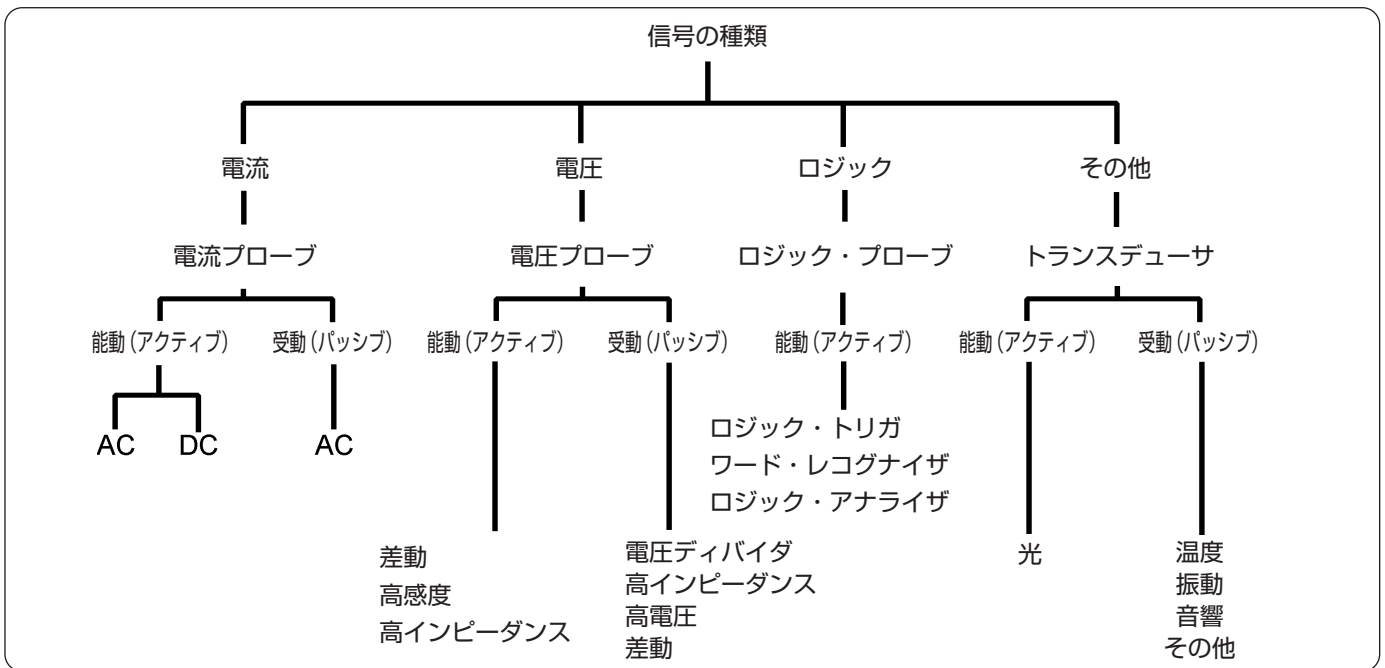 信号の種類
電流
電圧
ロジック
その他
電流プローブ
電圧プローブ
ロジック・プローブ
トランスデューサ
能動(アクティブ)
受動(パッシブ)
能動(アクティブ)
受動(パッシブ)
能動(アクティブ)
能動(アクティブ)
受動(パッシブ)
AC
DC
AC
ロジック・トリガ
ワード・レコグナイザ
ロジック・アナライザ
差動
高感度
高インピーダンス
電圧ディバイダ
高インピーダンス
高電圧
差動
光
温度
振動
音響
その他